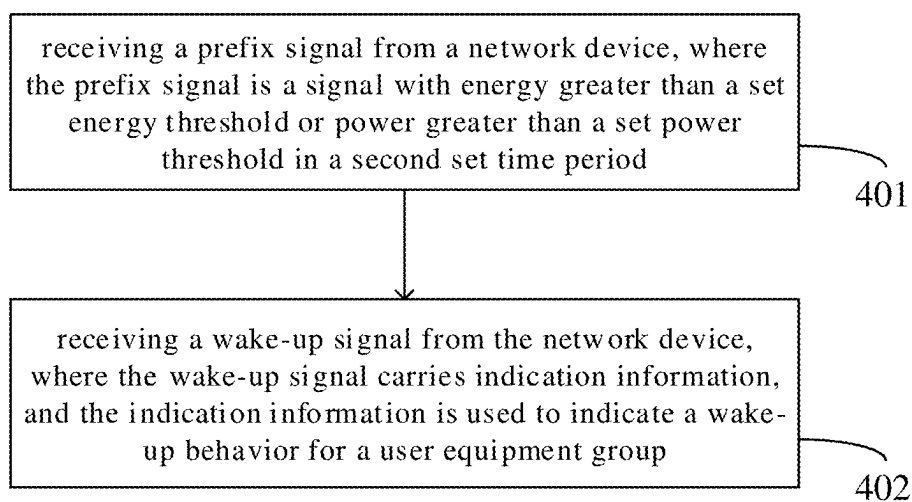 receiving a prefix signal from a network device, where
the prefix signal is a signal with energy greater than a set
energy threshold or power greater than a set power
threshold in a second set time period
401
receiving a wake-up signal from the network device,
where the wake-up signal carries indication information,
and the indication information is used to indicate a wake-
up behavior for a user equipment group
402